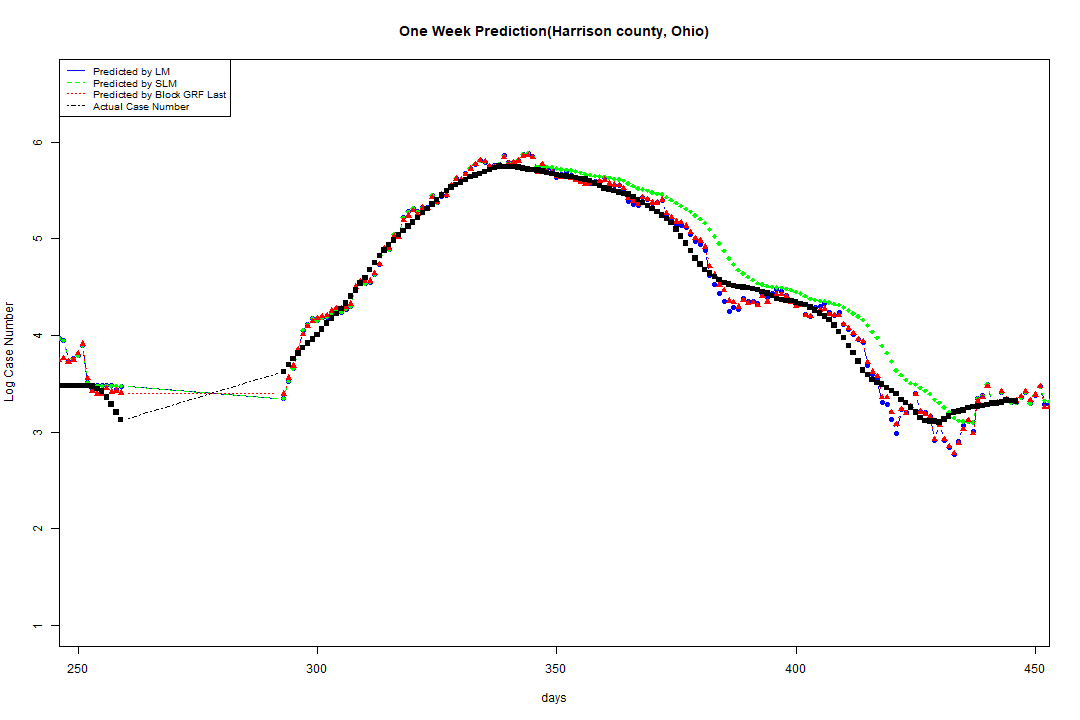 One Week Prediction(Harrison county, Ohio)
Predicted by LM
Predicted by SLM
Predicted by Block GRF Last
Actual Case Number
6
5
4
3
2
1
Log Case Number
250 300 350 400 450
days